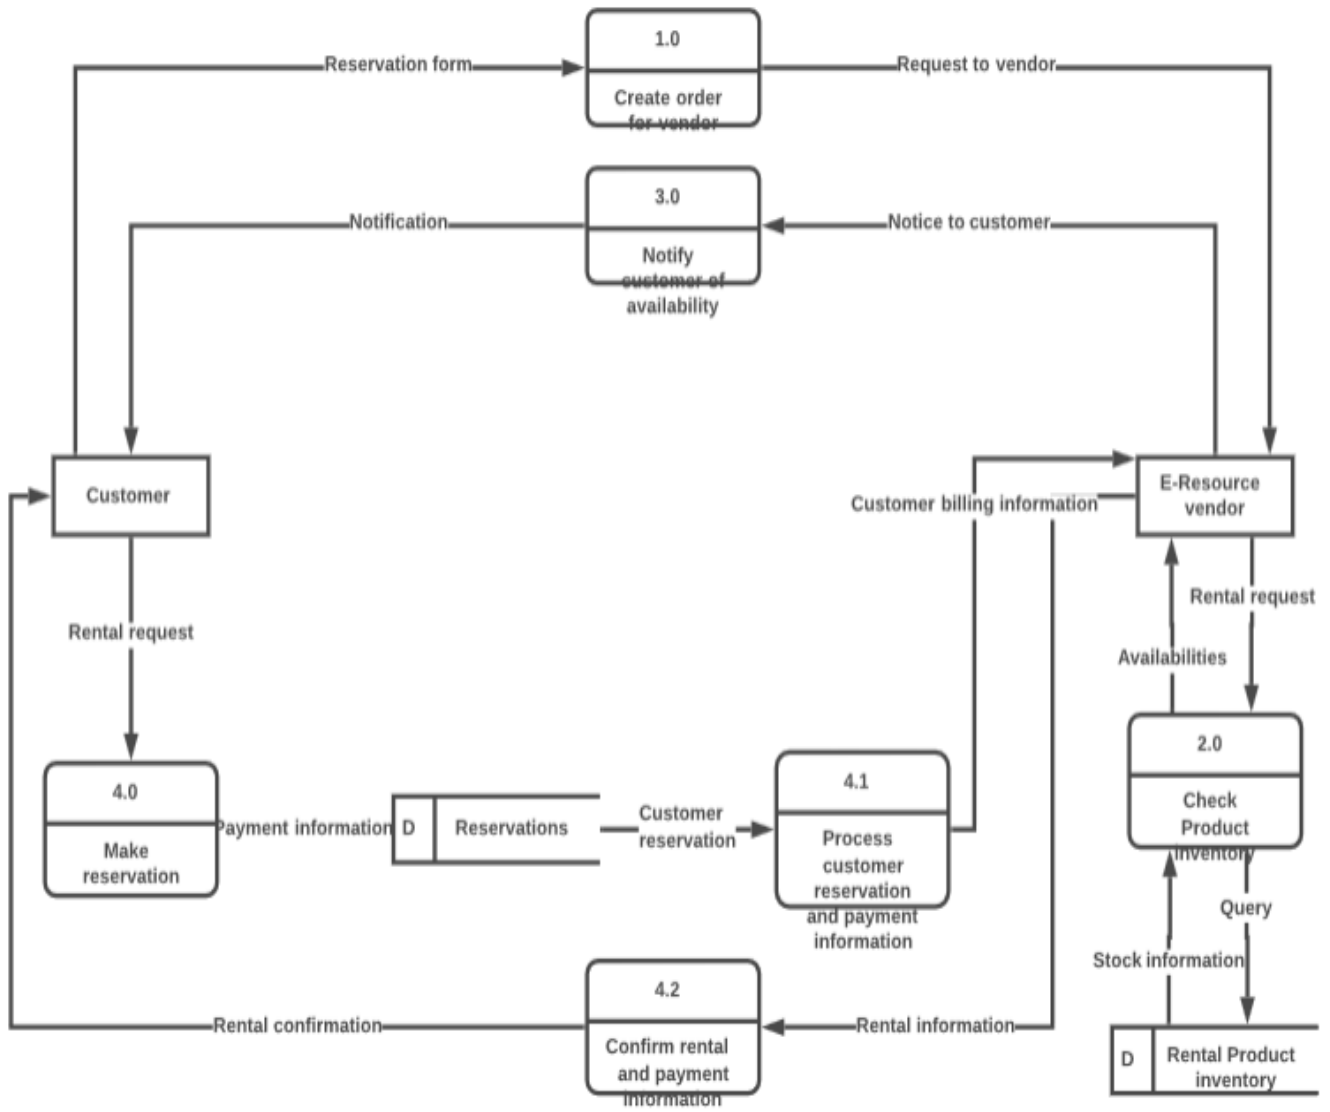 1.0
Reservation form
Request to vendor
Create order
for vendor
3.0
Notification
Notice to customer
Notify
customer of
availability
Customer
E-Resource
vendor
Customer billing information
Rental request
Rental request
Availabilities
2.0
Check
Product
inventory
4.0
Make
reservation
Payment information
D
Reservations
Customer
reservation
4.1
Process
customer
reservation
and payment
information
Query
Stock information
4.2
Rental confirmation
Rental information
Confirm rental
and payment
information
D
Rental Product
inventory